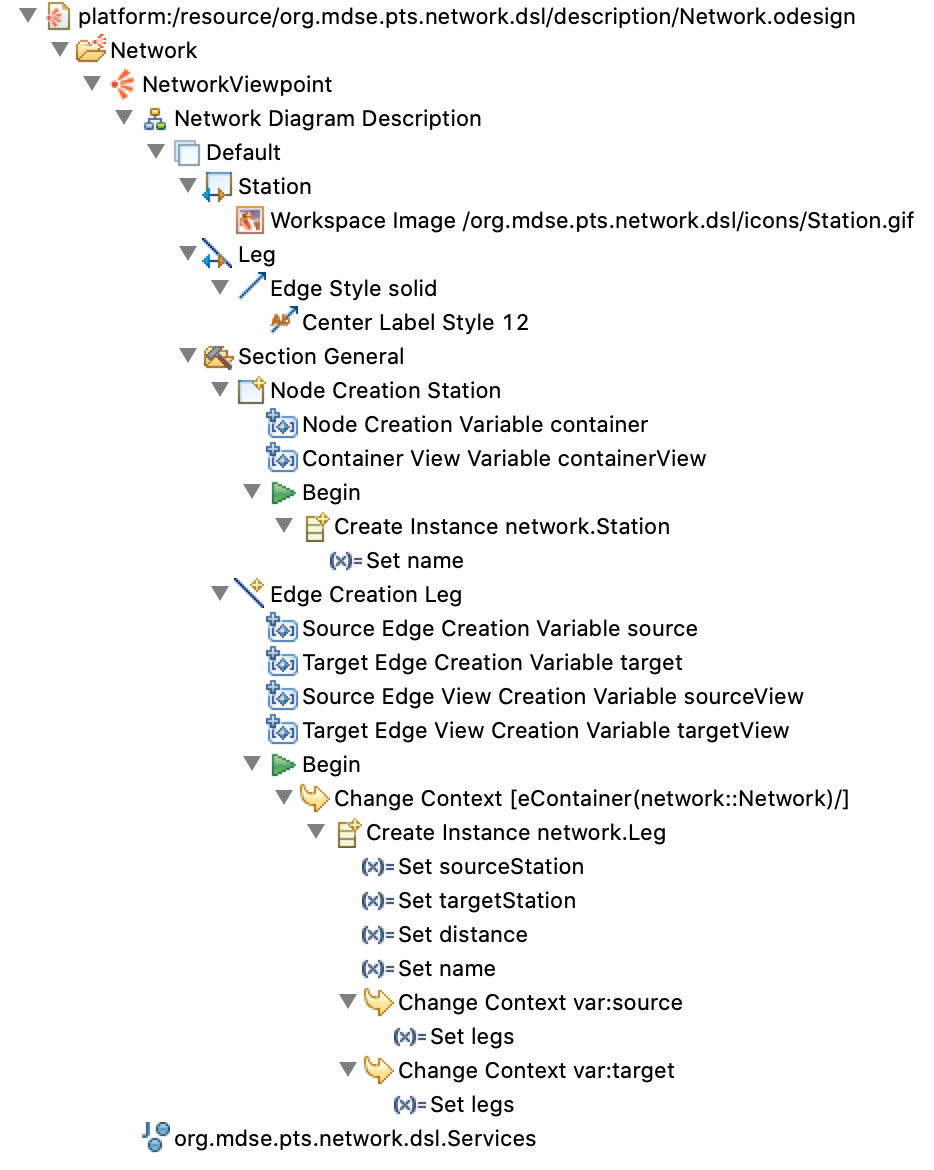 platform:/resource/org.mdse.pts.network.dsl/description/Network.odesign
Network
NetworkViewpoint
Network Diagram Description
Default
Station
Workspace Image /org.mdse.pts.network.dsl/icons/Station.gif
Leg
Edge Style solid
Center Label Style 12
Section General
Node Creation Station
Node Creation Variable container
Container View Variable containerView
Begin
Create Instance network.Station
(x)= Set name
Edge Creation Leg
Source Edge Creation Variable source
Target Edge Creation Variable target
Source Edge View Creation Variable sourceView
Target Edge View Creation Variable targetView
Begin
Change Context [eContainer(network::Network)/]
Create Instance network.Leg
(x)= Set sourceStation
(x)= Set targetStation
(x)= Set distance
(x)= Set name
Change Context var:source
(x)= Set legs
Change Context var:target
(x)= Set legs
org.mdse.pts.network.dsl.Services